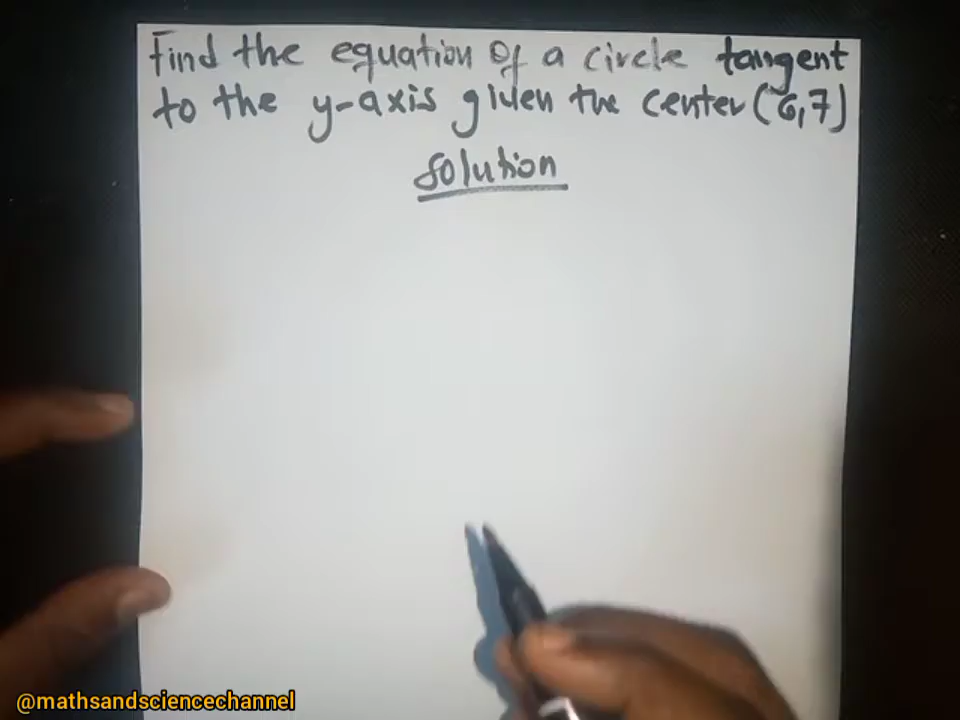 Find the equation of a circle tangent
to the y-axis given the center (6,7)
solution
@mathsandsciencechannel